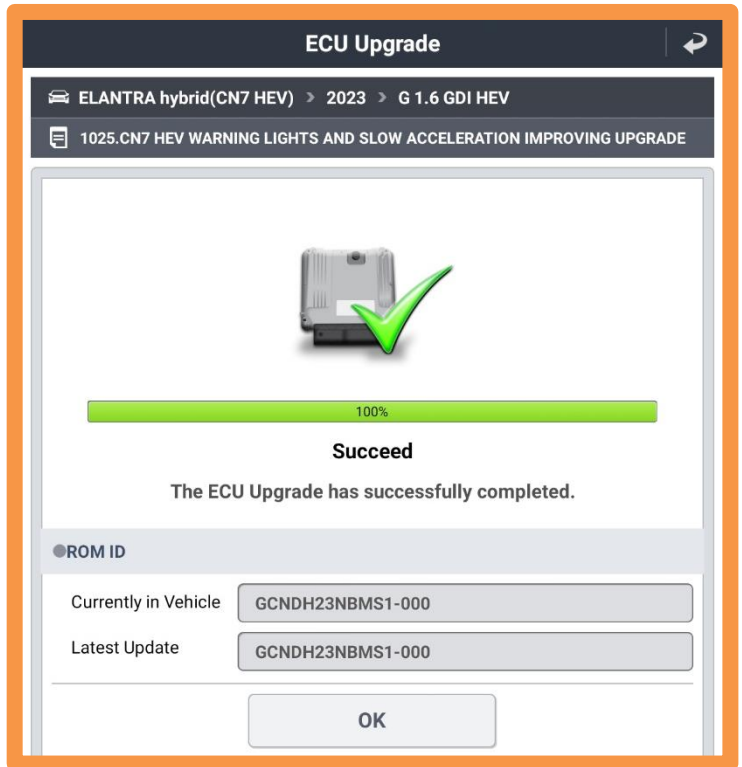 ECU Upgrade
ELANTRA hybrid(CN7 HEV) > 2023 > G 1.6 GDI HEV
1025.CN7 HEV WARNING LIGHTS AND SLOW ACCELERATION IMPROVING UPGRADE
100%
Succeed
The ECU Upgrade has successfully completed.
ROM ID
Currently in Vehicle GCNDH23NBMS1-000
Latest Update GCNDH23NBMS1-000
OK